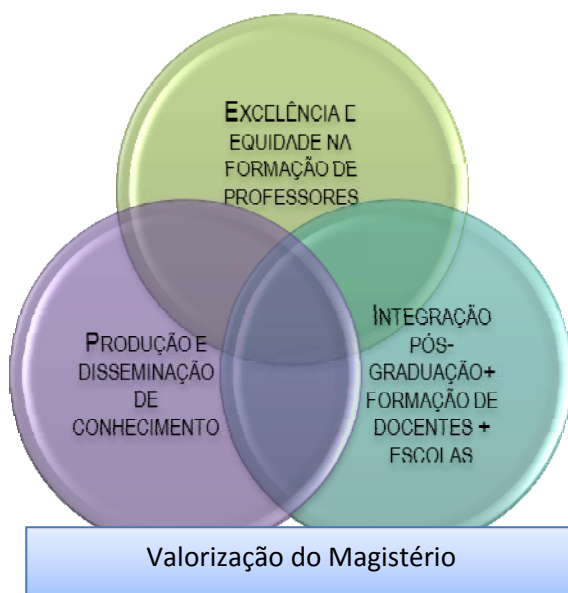 EXCELÊNCIA E
EQUIDADE NA
FORMAÇÃO DE
PROFESSORES
PRODUÇÃO E
DISSEMINAÇÃO
DE
CONHECIMENTO
INTEGRAÇÃO
PÓS-
GRADUAÇÃO+
FORMAÇÃO DE
DOCENTES +
ESCOLAS
Valorização do Magistério